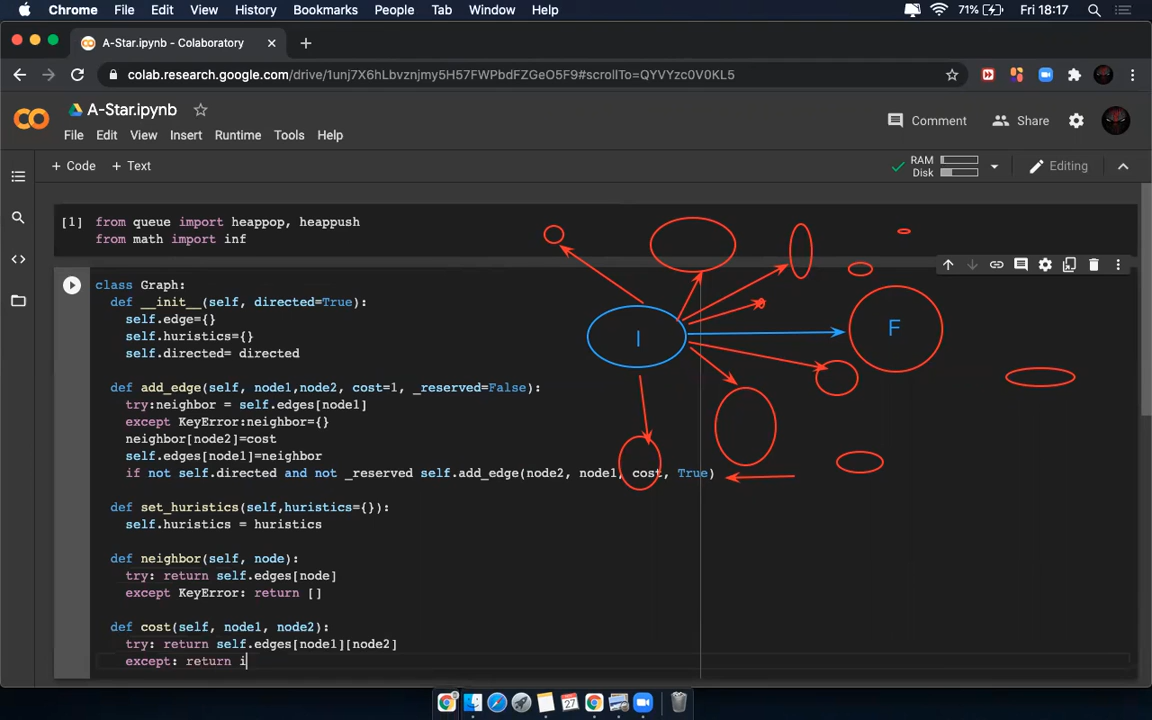 Chrome File Edit View History Bookmarks People Tab Window Help 71% Fri 18:17
A-Star.ipynb - Colaboratory
colab.research.google.com/drive/1unj7X6hLbvznjmy5H57FWPbdFZGeO5F9#scrollTo=QYVYzc0V0KL5
A-Star.ipynb
File Edit View Insert Runtime Tools Help
Comment Share
+ Code + Text
RAM
Disk
Editing
[1] from queue import heappop, heappush
from math import inf
class Graph:
def __init__(self, directed=True):
self.edge={}
self.huristics={}
self.directed= directed
def add_edge(self, node1,node2, cost=1, _reserved=False):
try:neighbor = self.edges[node1]
except KeyError:neighbor={}
neighbor[node2]=cost
self.edges[node1]=neighbor
if not self.directed and not _reserved self.add_edge(node2, node1, cost, True)
def set_huristics(self,huristics={}):
self.huristics = huristics
def neighbor(self, node):
try: return self.edges[node]
except KeyError: return []
def cost(self, node1, node2):
try: return self.edges[node1][node2]
except: return i
I
F